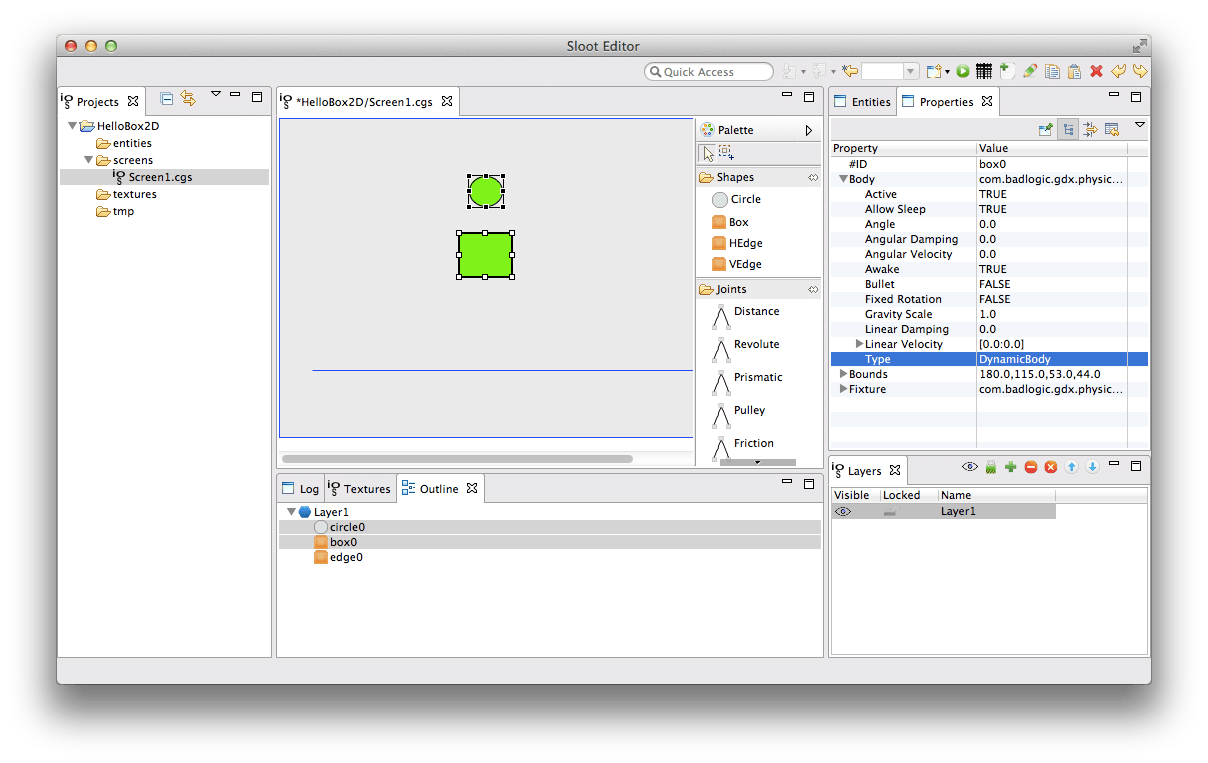 Sloot Editor
Quick Access
Projects
HelloBox2D
entities
screens
Screen1.cgs
textures
tmp
*HelloBox2D/Screen1.cgs
Palette
Shapes
Circle
Box
HEdge
VEdge
Joints
Distance
Revolute
Prismatic
Pulley
Friction
Log Textures Outline
Layer1
circle0
box0
edge0
Entities Properties
Property Value
#ID box0
Body com.badlogic.gdx.physic...
Active TRUE
Allow Sleep TRUE
Angle 0.0
Angular Damping 0.0
Angular Velocity 0.0
Awake TRUE
Bullet FALSE
Fixed Rotation FALSE
Gravity Scale 1.0
Linear Damping 0.0
Linear Velocity [0.0:0.0]
Type DynamicBody
Bounds 180.0,115.0,53.0,44.0
Fixture com.badlogic.gdx.physic...
Layers
Visible Locked Name
Layer1